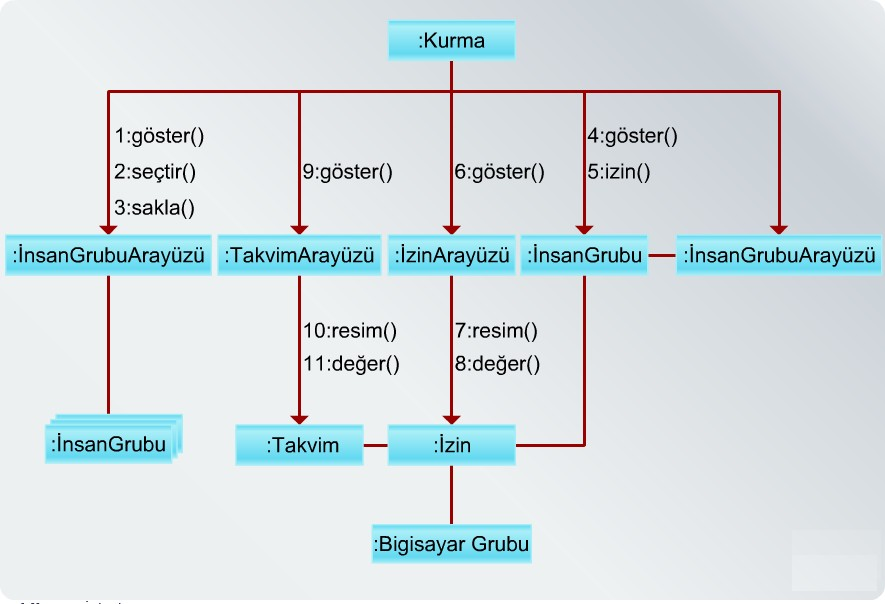 :Kurma
1:göster()
2:seçtir()
3:sakla()
9:göster()
6:göster()
4:göster()
5:izin()
:İnsanGrubuArayüzü
:TakvimArayüzü
:İzinArayüzü
:İnsanGrubu
:İnsanGrubuArayüzü
10:resim()
11:değer()
7:resim()
8:değer()
:İnsanGrubu
:Takvim
:İzin
:Bigisayar Grubu